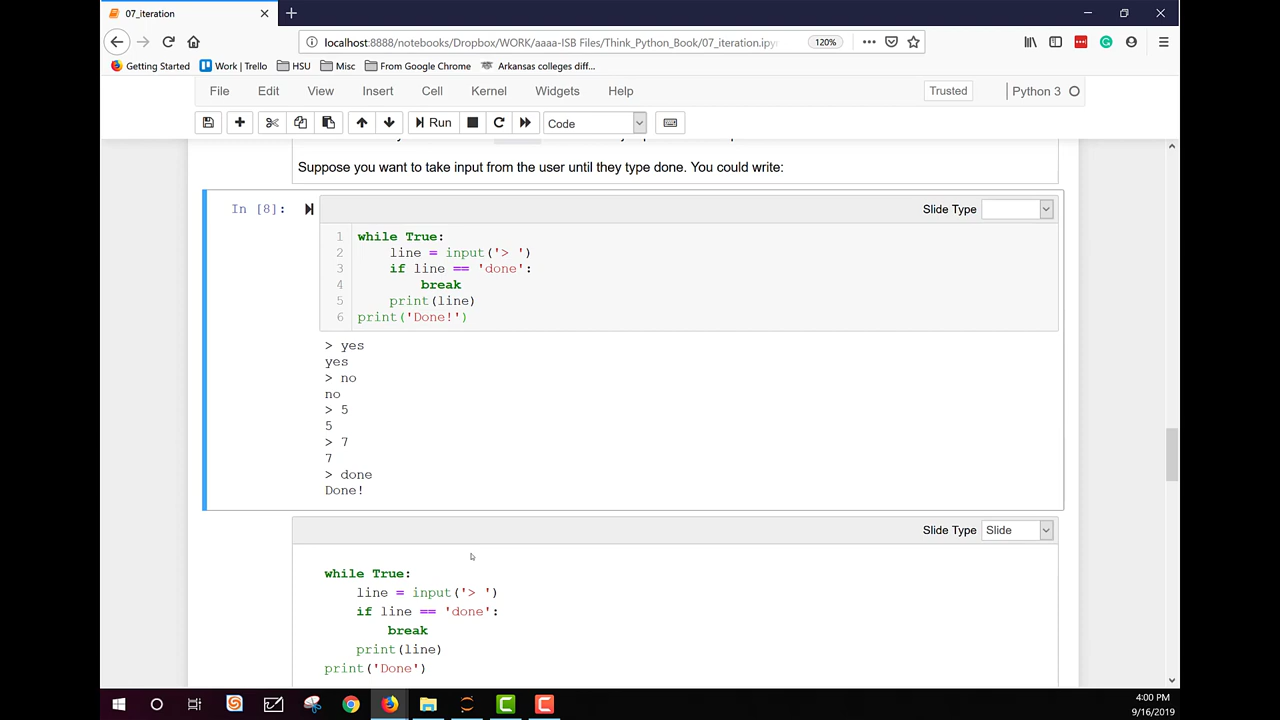 07_iteration
localhost:8888/notebooks/Dropbox/WORK/aaaa-ISB Files/Think_Python_Book/07_iteration.ipyn
120%
Getting Started
Work | Trello
HSU
Misc
From Google Chrome
Arkansas colleges diff...
File Edit View Insert Cell Kernel Widgets Help
Trusted
Python 3
Run
Code
Suppose you want to take input from the user until they type done. You could write:
In [8]:
Slide Type
1 while True:
2 line = input('> ')
3 if line == 'done':
4 break
5 print(line)
6 print('Done!')
> yes
yes
> no
no
> 5
5
> 7
7
> done
Done!
Slide Type Slide
while True:
line = input('> ')
if line == 'done':
break
print(line)
print('Done')
4:00 PM
9/16/2019